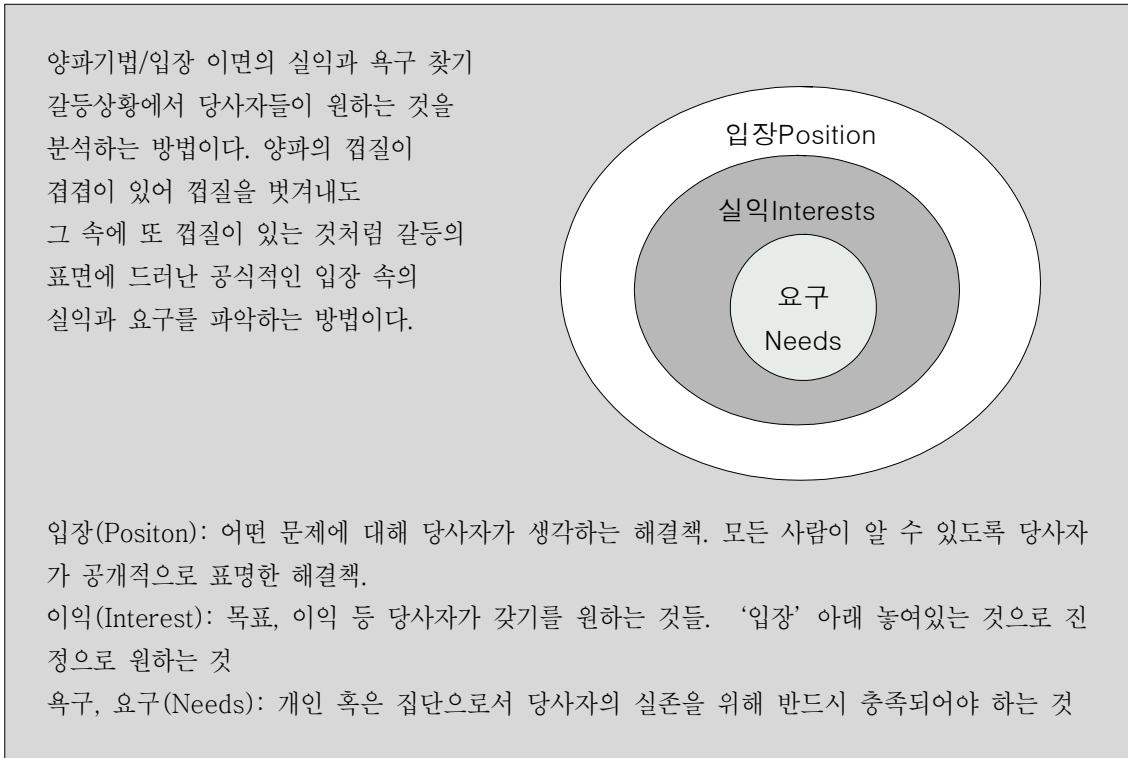 양파기법/입장 이면의 실익과 욕구 찾기
갈등상황에서 당사자들이 원하는 것을
분석하는 방법이다. 양파의 껍질이
겹겹이 있어 껍질을 벗겨내도
그 속에 또 껍질이 있는 것처럼 갈등의
표면에 드러난 공식적인 입장 속의
실익과 요구를 파악하는 방법이다.
입장Position
실익Interests
요구
Needs
입장(Positon): 어떤 문제에 대해 당사자가 생각하는 해결책. 모든 사람이 알 수 있도록 당사자
가 공개적으로 표명한 해결책.
이익(Interest): 목표, 이익 등 당사자가 갖기를 원하는 것들. ‘입장’ 아래 놓여있는 것으로 진
정으로 원하는 것
욕구, 요구(Needs): 개인 혹은 집단으로서 당사자의 실존을 위해 반드시 충족되어야 하는 것